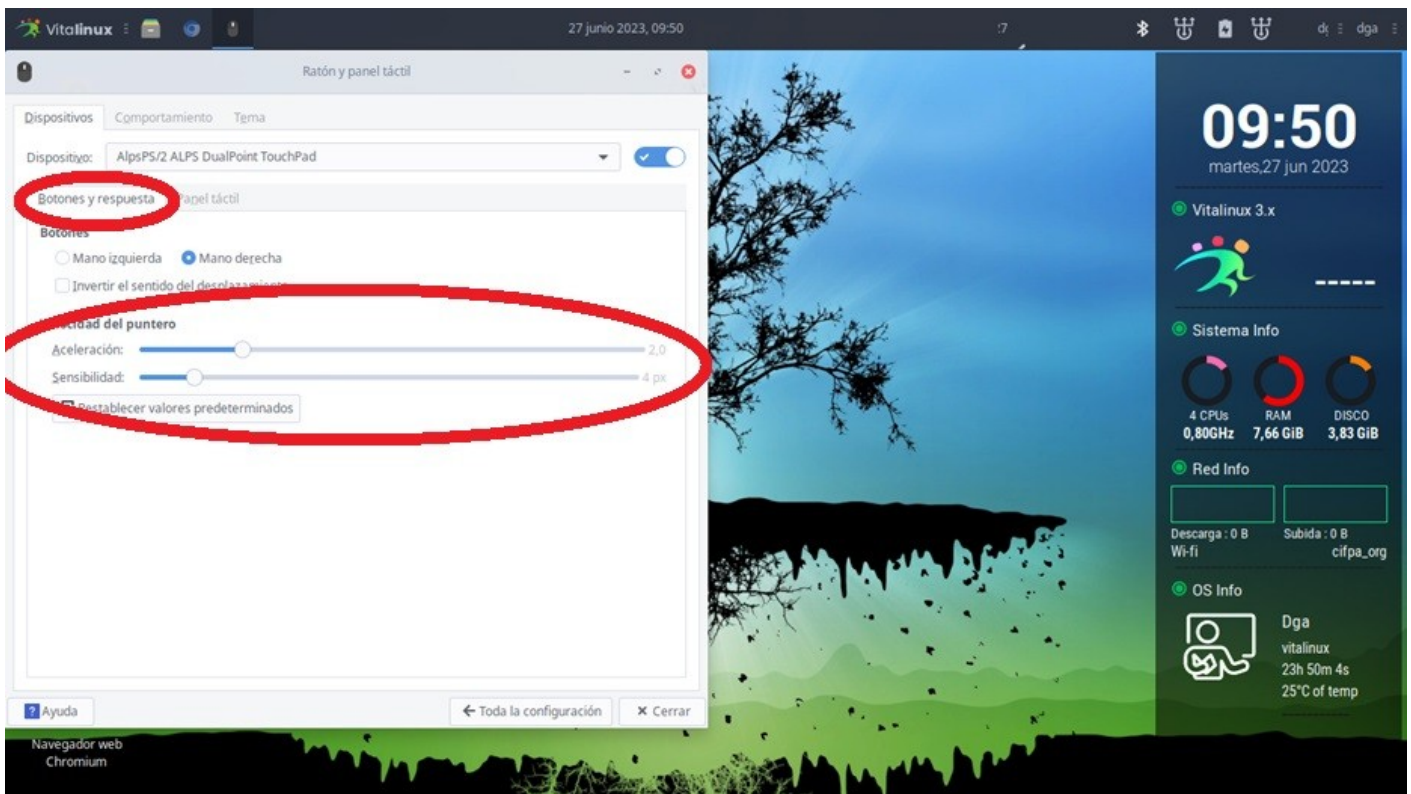 Vitalinux
27 junio 2023, 09:50
:7
dga
Ratón y panel táctil
Dispositivos Comportamiento Tema
Dispositivo: AlpsPS/2 ALPS DualPoint TouchPad
Botones y respuesta Panel táctil
Botones
Mano izquierda Mano derecha
Invertir el sentido del desplazamiento
del puntero
Aceleración: 2,0
Sensibilidad: 4 px
Restablecer valores predeterminados
? Ayuda
Toda la configuración
Cerrar
Navegador web
Chromium
09:50
martes,27 jun 2023
Vitalinux 3.x
-----
Sistema Info
4 CPUs RAM DISCO
0,80GHz 7,66 GiB 3,83 GiB
Red Info
Descarga : 0 B Subida : 0 B
Wi-fi cifpa_org
OS Info
Dga
vitalinux
23h 50m 4s
25°C of temp